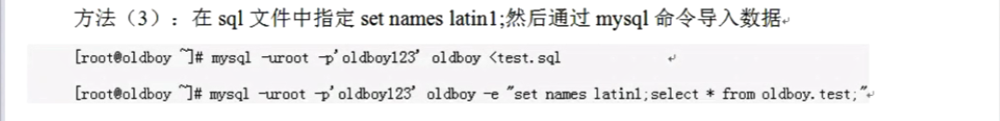 方法（3）：在 sql 文件中指定 set names latin1;然后通过 mysql 命令导入数据↵
[root@oldboy ~]# mysql -uroot -p'oldboy123' oldboy <test.sql ↵
[root@oldboy ~]# mysql -uroot -p'oldboy123' oldboy -e "set names latin1;select * from oldboy.test;"↵